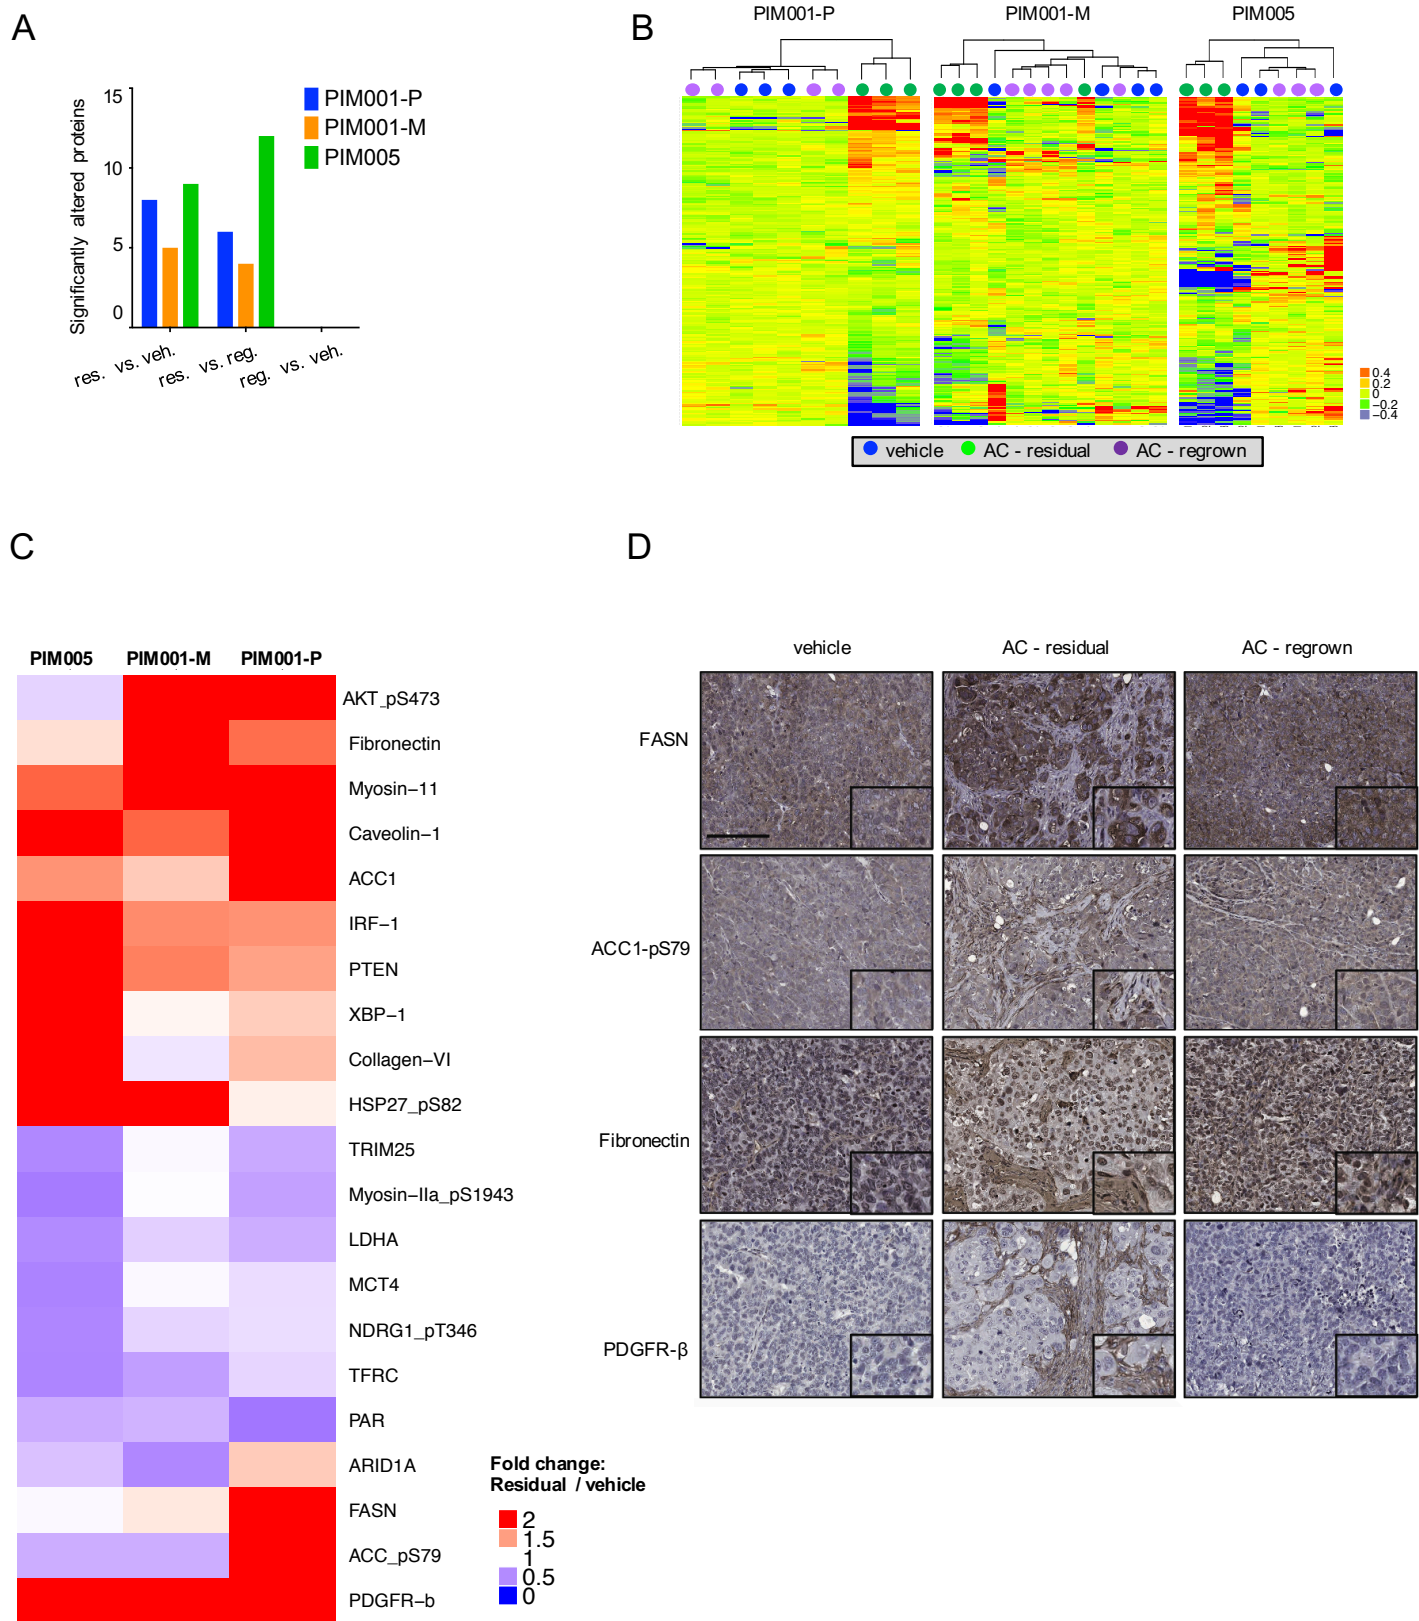 A
15
10
5
0
Significantly altered proteins
res. vs. veh.
res. vs. reg.
reg. vs. veh.
PIM001-P
PIM001-M
PIM005
B
PIM001-P
PIM001-M
PIM005
0.4
0.2
0
−0.2
−0.4
vehicle
AC - residual
AC - regrown
C
PIM005 PIM001-M PIM001-P
AKT_pS473
Fibronectin
Myosin−11
Caveolin−1
ACC1
IRF−1
PTEN
XBP−1
Collagen−VI
HSP27_pS82
TRIM25
Myosin−IIa_pS1943
LDHA
MCT4
NDRG1_pT346
TFRC
PAR
ARID1A
FASN
ACC_pS79
PDGFR−b
Fold change:
Residual / vehicle
2
1.5
1
0.5
0
D
vehicle
AC - residual
AC - regrown
FASN
ACC1-pS79
Fibronectin
PDGFR-β